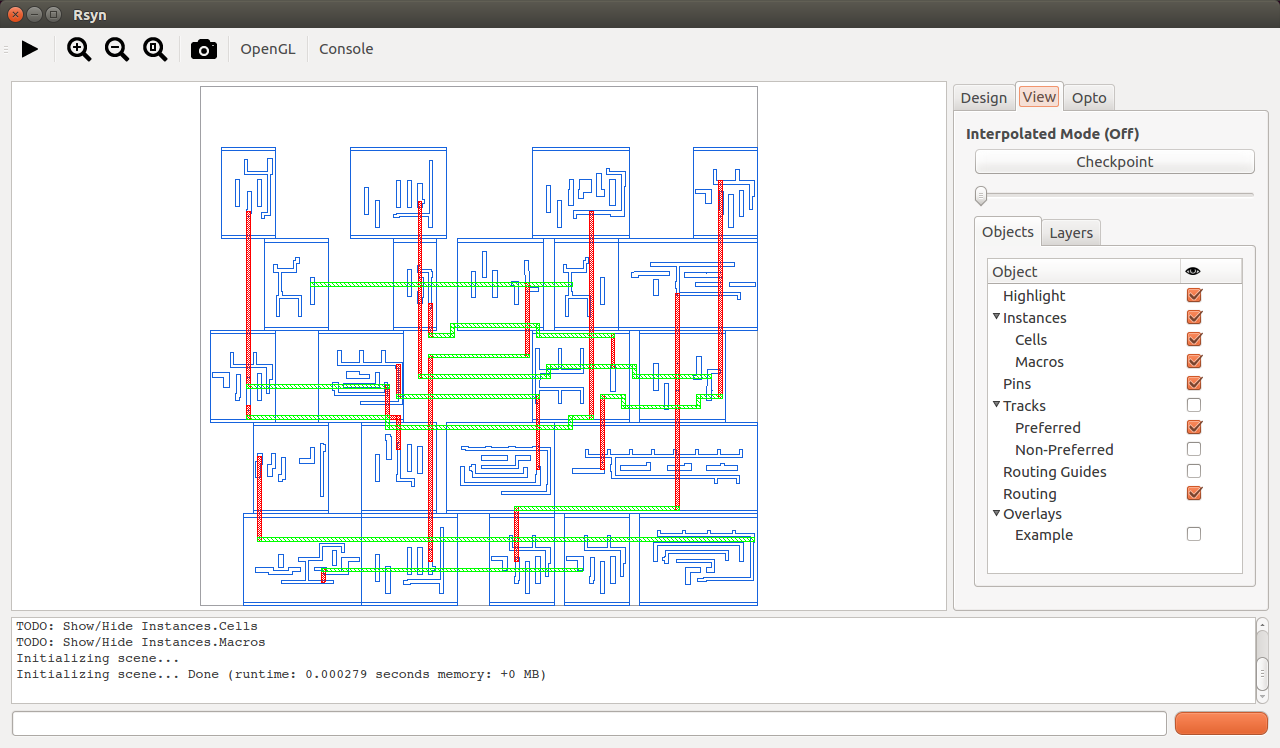 Rsyn
OpenGL Console
Design View Opto
Interpolated Mode (Off)
Checkpoint
Objects Layers
Object
Highlight
Instances
Cells
Macros
Pins
Tracks
Preferred
Non-Preferred
Routing Guides
Routing
Overlays
Example
TODO: Show/Hide Instances.Cells
TODO: Show/Hide Instances.Macros
Initializing scene...
Initializing scene... Done (runtime: 0.000279 seconds memory: +0 MB)